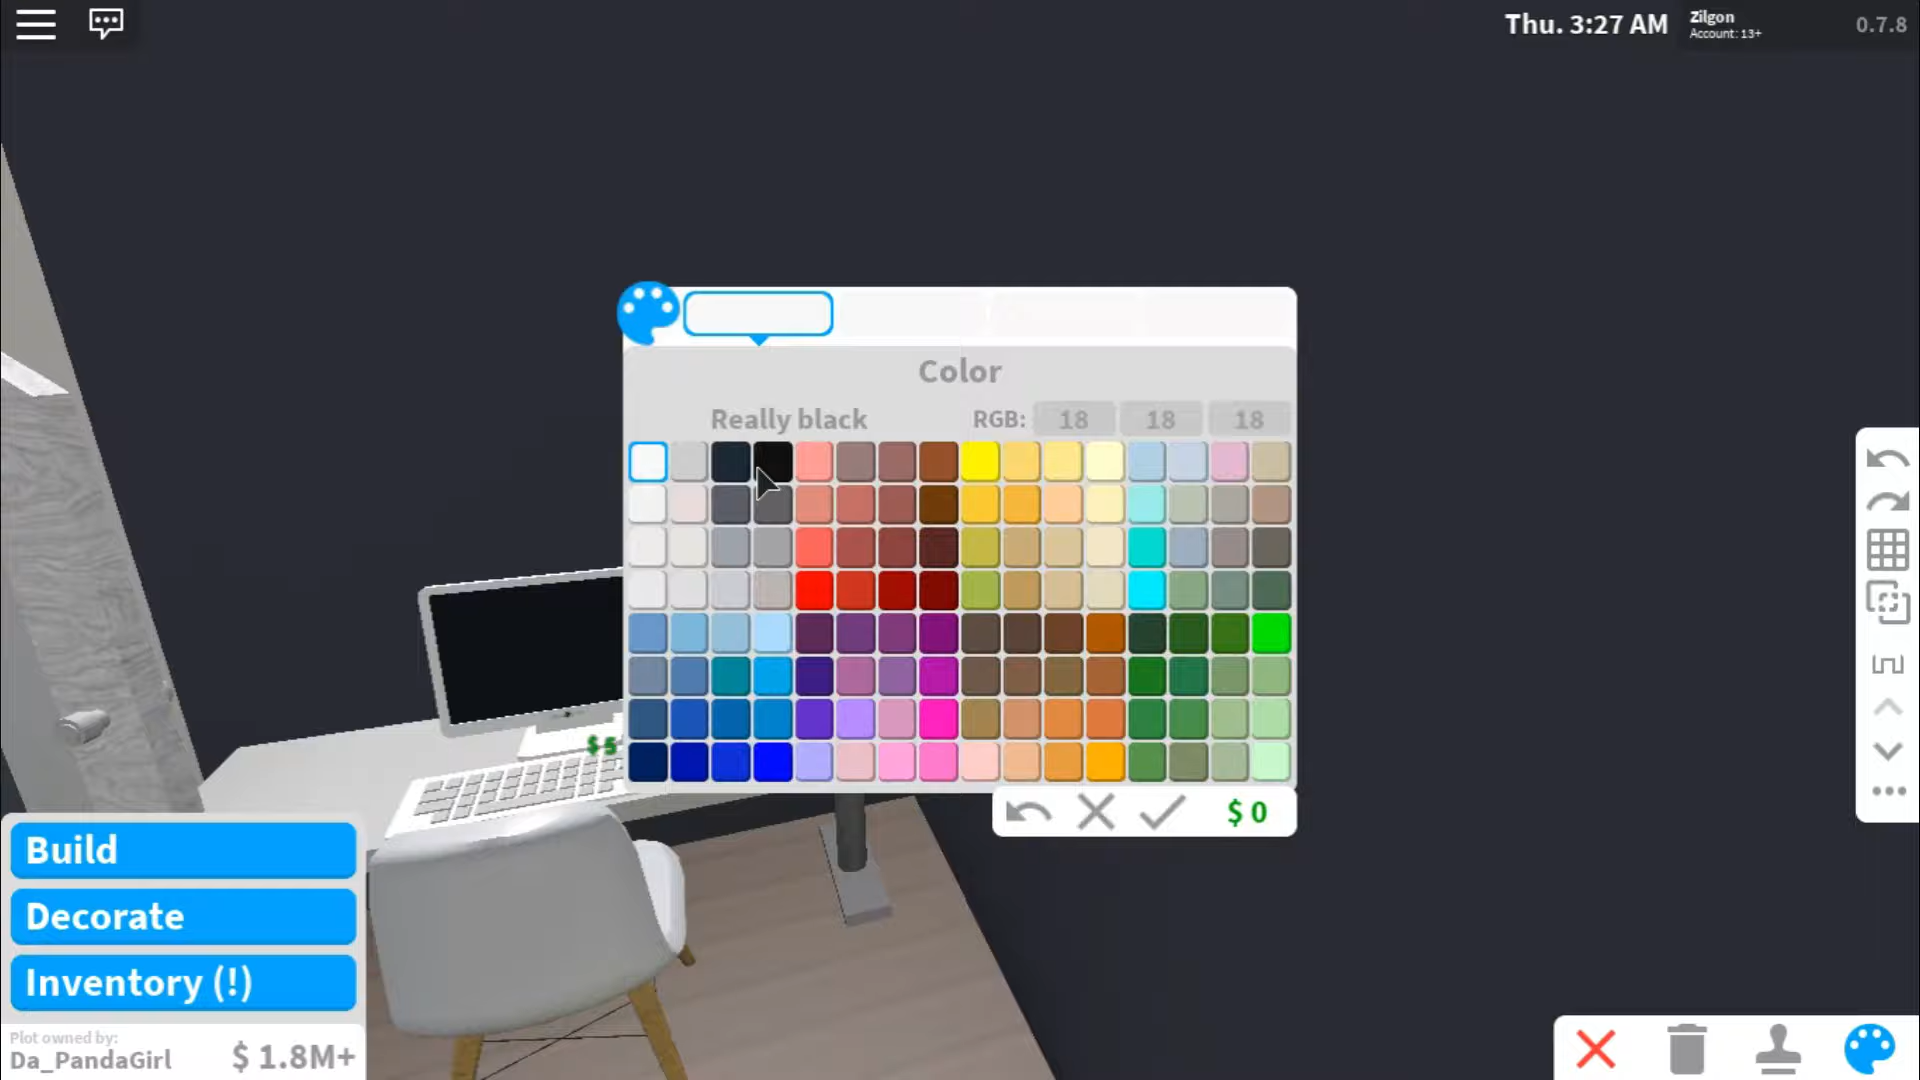 Thu. 3:27 AM
Zilgon
Account: 13+
0.7.8
Color
Really black RGB: 18 18 18
$5
$ 0
Build
Decorate
Inventory (!)
Plot owned by:
Da_PandaGirl
$ 1.8M+